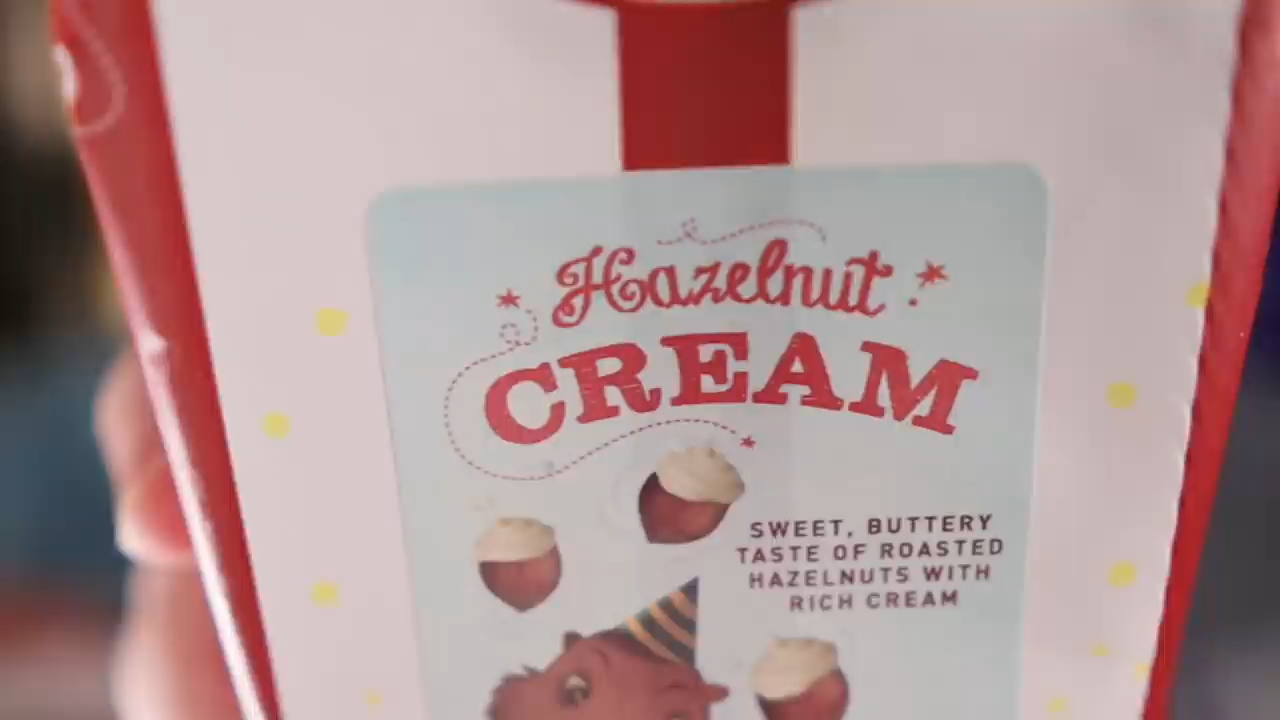 Hazelnut
CREAM
SWEET, BUTTERY
TASTE OF ROASTED
HAZELNUTS WITH
RICH CREAM